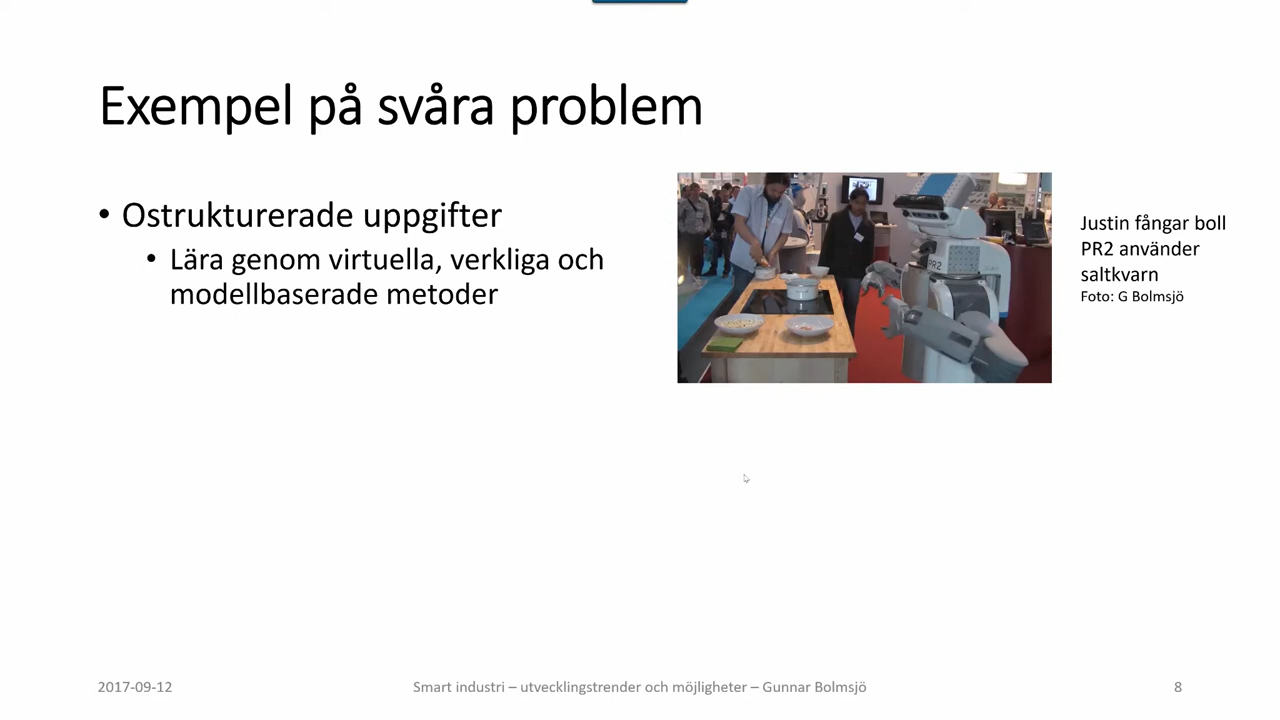 Exempel på svåra problem
• Ostrukturerade uppgifter
• Lära genom virtuella, verkliga och
modellbaserade metoder
PR2
Justin fångar boll
PR2 använder
saltkvarn
Foto: G Bolmsjö
2017-09-12
Smart industri – utvecklingstrender och möjligheter – Gunnar Bolmsjö
8